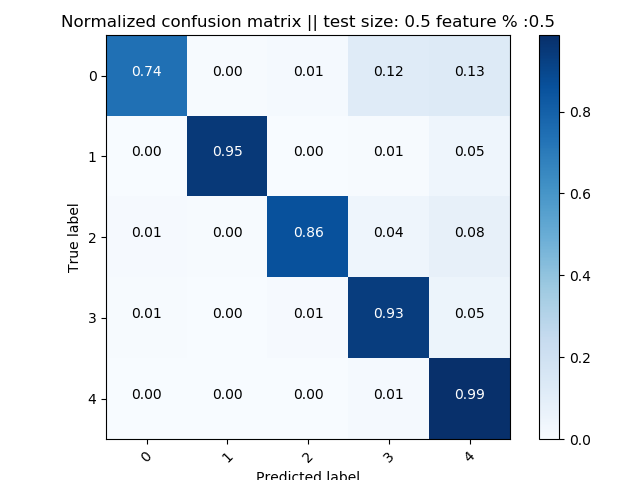 Normalized confusion matrix || test size: 0.5 feature % :0.5
0 0.74 0.00 0.01 0.12 0.13
1 0.00 0.95 0.00 0.01 0.05
2 0.01 0.00 0.86 0.04 0.08
3 0.01 0.00 0.01 0.93 0.05
4 0.00 0.00 0.00 0.01 0.99
True label
0 1 2 3 4
Predicted label
0.8
0.6
0.4
0.2
0.0